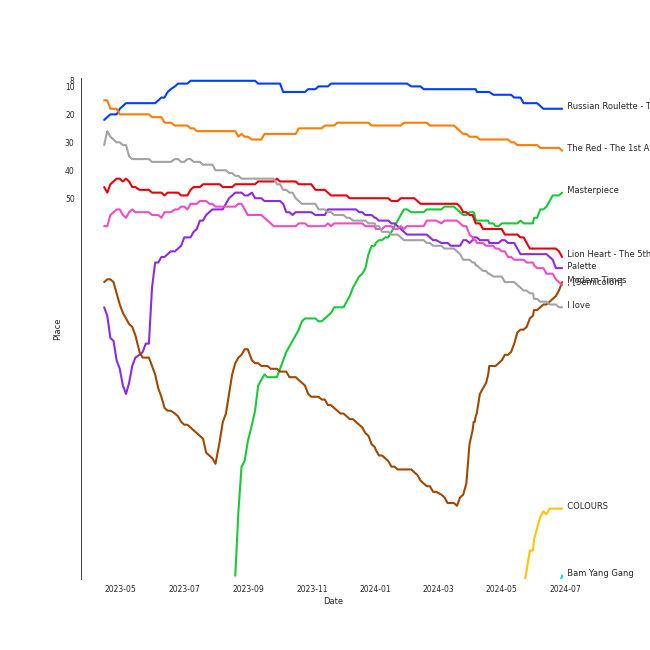 8
10
20
30
40
50
Place
Russian Roulette - T
The Red - The 1st A
Masterpiece
Lion Heart - The 5th
Palette
Modern Times
[Semicolon]
I love
COLOURS
Bam Yang Gang
2023-05 2023-07 2023-09 2023-11 2024-01 2024-03 2024-05 2024-07
Date